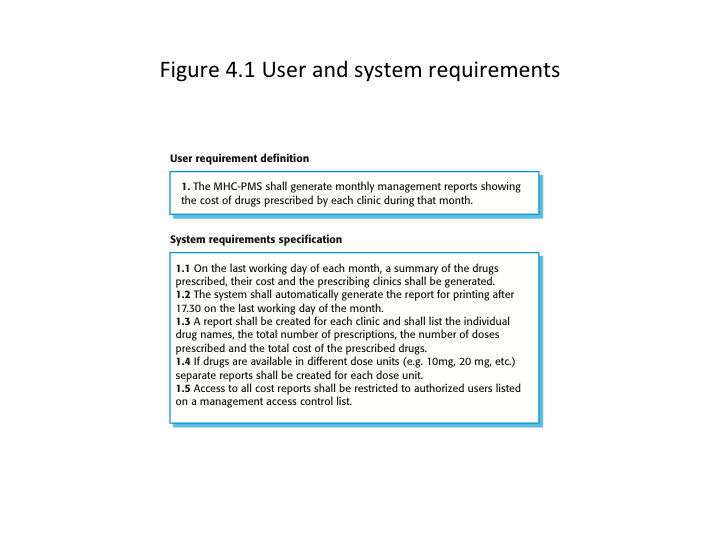 Figure 4.1 User and system requirements
User requirement definition
1. The MHC-PMS shall generate monthly management reports showing
the cost of drugs prescribed by each clinic during that month.
System requirements specification
1.1 On the last working day of each month, a summary of the drugs
prescribed, their cost and the prescribing clinics shall be generated.
1.2 The system shall automatically generate the report for printing after
17.30 on the last working day of the month.
1.3 A report shall be created for each clinic and shall list the individual
drug names, the total number of prescriptions, the number of doses
prescribed and the total cost of the prescribed drugs.
1.4 If drugs are available in different dose units (e.g. 10mg, 20 mg, etc.)
separate reports shall be created for each dose unit.
1.5 Access to all cost reports shall be restricted to authorized users listed
on a management access control list.